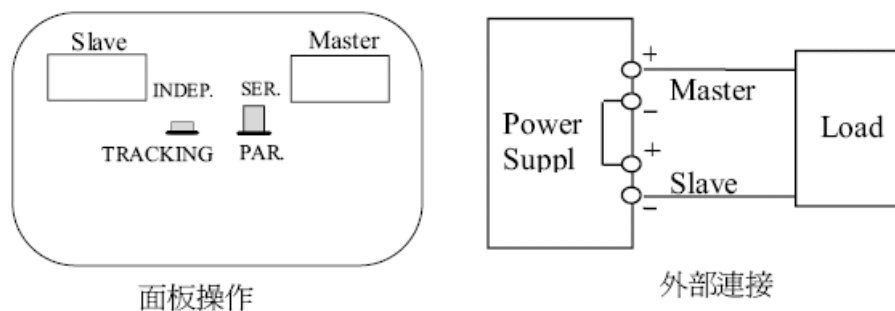 Slave
Master
INDEP.
SER.
TRACKING
PAR.
面板操作
Power
Suppl
+
Master
−
+
Slave
−
Load
外部連接